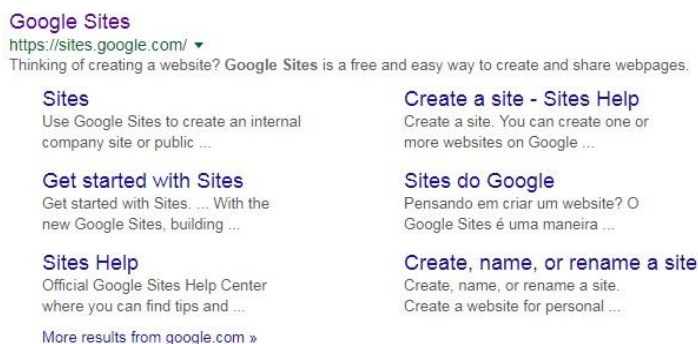 Google Sites
https://sites.google.com/
Thinking of creating a website? Google Sites is a free and easy way to create and share webpages.
Sites
Use Google Sites to create an internal
company site or public ...
Create a site - Sites Help
Create a site. You can create one or
more websites on Google ...
Get started with Sites
Get started with Sites. ... With the
new Google Sites, building ...
Sites do Google
Pensando em criar um website? O
Google Sites é uma maneira ...
Sites Help
Official Google Sites Help Center
where you can find tips and ...
Create, name, or rename a site
Create, name, or rename a site.
Create a website for personal ...
More results from google.com »